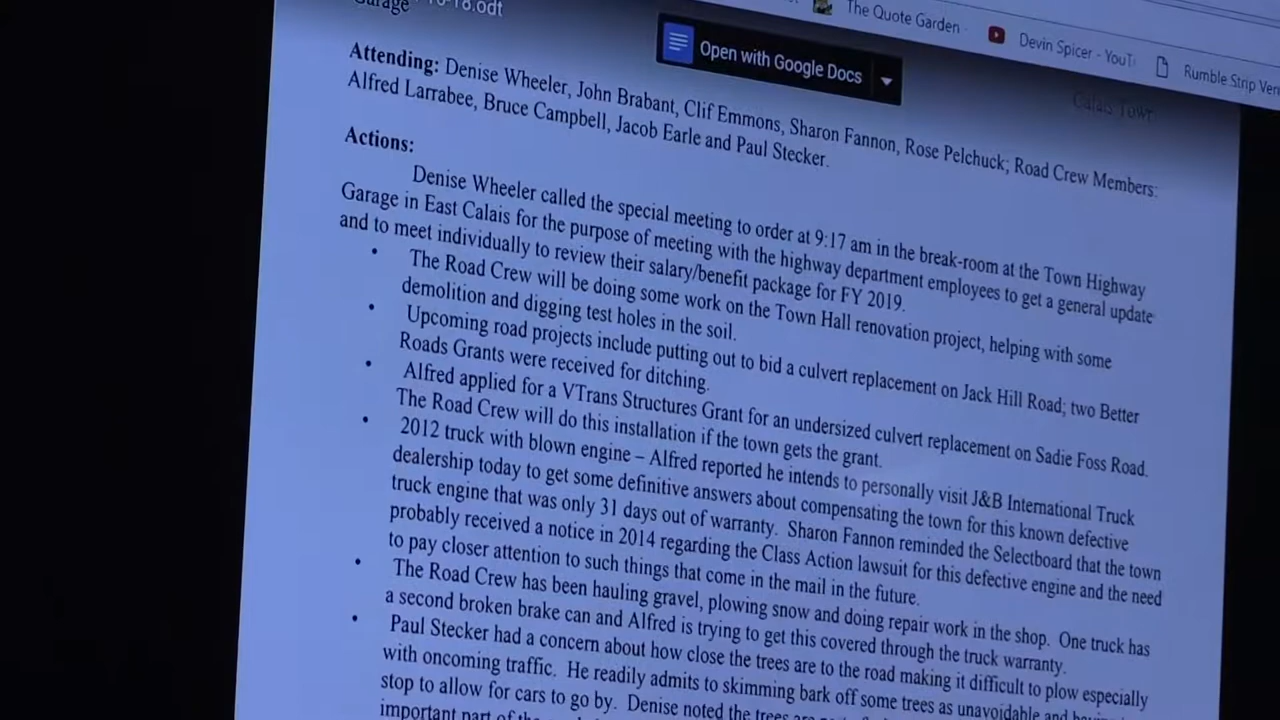 The Quote Garden
Devin Spicer - YouT
Rumble Strip Ver
18.odt
Garage
Open with Google Docs
Calais Town
Attending: Denise Wheeler, John Brabant, Clif Emmons, Sharon Fannon, Rose Pelchuck; Road Crew Members:
Alfred Larrabee, Bruce Campbell, Jacob Earle and Paul Stecker.
Actions:
Denise Wheeler called the special meeting to order at 9:17 am in the break-room at the Town Highway
Garage in East Calais for the purpose of meeting with the highway department employees to get a general update
and to meet individually to review their salary/benefit package for FY 2019.
• The Road Crew will be doing some work on the Town Hall renovation project, helping with some
demolition and digging test holes in the soil.
• Upcoming road projects include putting out to bid a culvert replacement on Jack Hill Road; two Better
Roads Grants were received for ditching.
• Alfred applied for a VTrans Structures Grant for an undersized culvert replacement on Sadie Foss Road.
The Road Crew will do this installation if the town gets the grant.
• 2012 truck with blown engine – Alfred reported he intends to personally visit J&B International Truck
dealership today to get some definitive answers about compensating the town for this known defective
truck engine that was only 31 days out of warranty. Sharon Fannon reminded the Selectboard that the town
probably received a notice in 2014 regarding the Class Action lawsuit for this defective engine and the need
to pay closer attention to such things that come in the mail in the future.
• The Road Crew has been hauling gravel, plowing snow and doing repair work in the shop. One truck has
a second broken brake can and Alfred is trying to get this covered through the truck warranty.
• Paul Stecker had a concern about how close the trees are to the road making it difficult to plow especially
with oncoming traffic. He readily admits to skimming bark off some trees as unavoidable and
stop to allow for cars to go by. Denise noted the trees are
important part of the